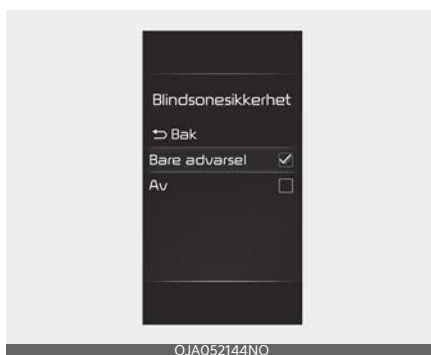 Blindsonesikkerhet
⮌ Bak
Bare advarsel
Av
OJA052144NO